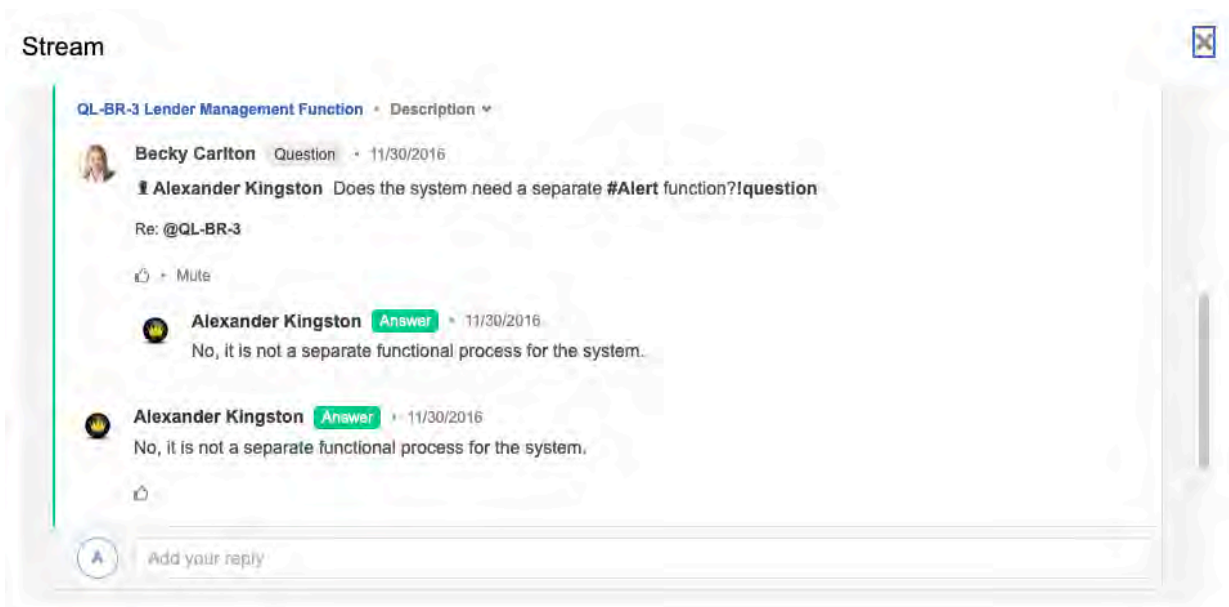 Stream
QL-BR-3 Lender Management Function • Description
Becky Carlton Question • 11/30/2016
Alexander Kingston Does the system need a separate #Alert function?!question
Re: @QL-BR-3
• Mute
Alexander Kingston Answer • 11/30/2016
No, it is not a separate functional process for the system.
Alexander Kingston Answer • 11/30/2016
No, it is not a separate functional process for the system.
A Add your reply